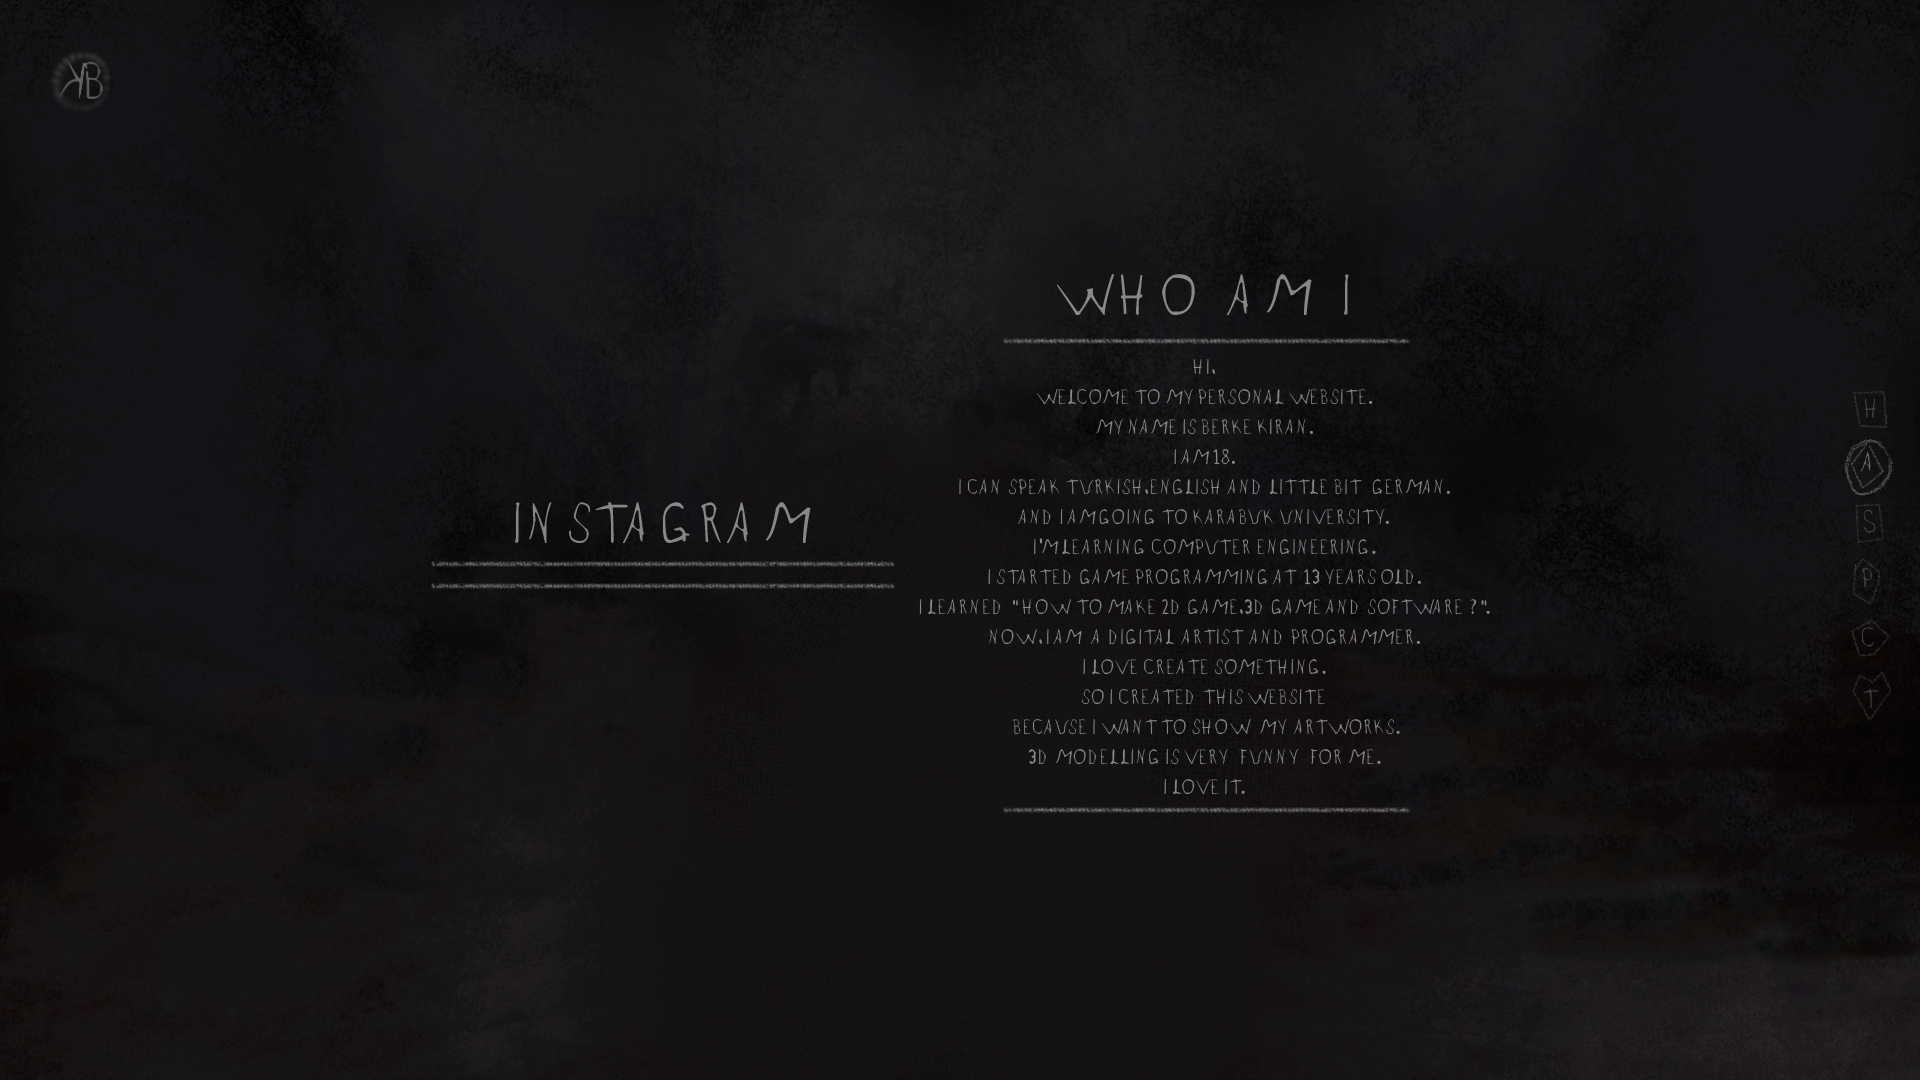 KB
WHO AM I
HI,
WELCOME TO MY PERSONAL WEBSITE.
MY NAME IS BERKE KIRAN.
I AM 18.
I CAN SPEAK TURKISH,ENGLISH AND LITTLE BIT GERMAN.
AND I AM GOING TO KARABUK UNIVERSITY.
I'M LEARNING COMPUTER ENGINEERING.
I STARTED GAME PROGRAMMING AT 13 YEARS OLD.
I LEARNED "HOW TO MAKE 2D GAME,3D GAME AND SOFTWARE ?".
NOW,I AM A DIGITAL ARTIST AND PROGRAMMER.
I LOVE CREATE SOMETHING.
SO I CREATED THIS WEBSITE
BECAUSE I WANT TO SHOW MY ARTWORKS.
3D MODELLING IS VERY FUNNY FOR ME.
I LOVE IT.
INSTAGRAM
H
A
S
P
C
T